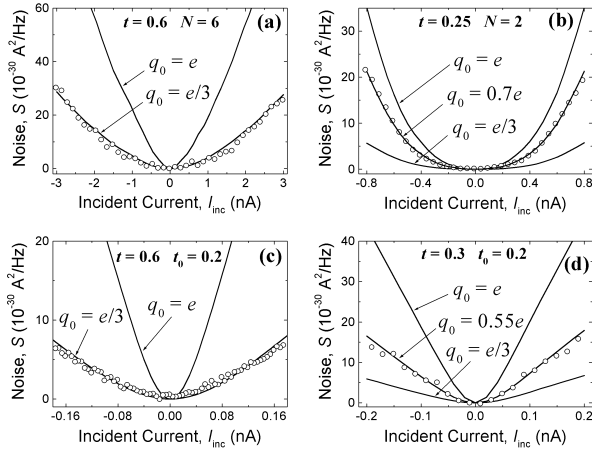 t = 0.6 N = 6 (a)
q₀ = e
q₀ = e/3
60
40
20
0
-3 -2 -1 0 1 2 3
Noise, S (10⁻³⁰ A²/Hz)
Incident Current, I_inc (nA)
t = 0.25 N = 2 (b)
q₀ = e
q₀ = 0.7e
q₀ = e/3
30
20
10
0
-0.8 -0.4 0.0 0.4 0.8
Noise, S (10⁻³⁰ A²/Hz)
Incident Current, I_inc (nA)
t = 0.6 t₀ = 0.2 (c)
q₀ = e/3
q₀ = e
20
10
0
-0.16 -0.08 0.00 0.08 0.16
Noise, S (10⁻³⁰ A²/Hz)
Incident Current, I_inc (nA)
t = 0.3 t₀ = 0.2 (d)
q₀ = e
q₀ = 0.55e
q₀ = e/3
40
30
20
10
0
-0.2 -0.1 0.0 0.1 0.2
Noise, S (10⁻³⁰ A²/Hz)
Incident Current, I_inc (nA)